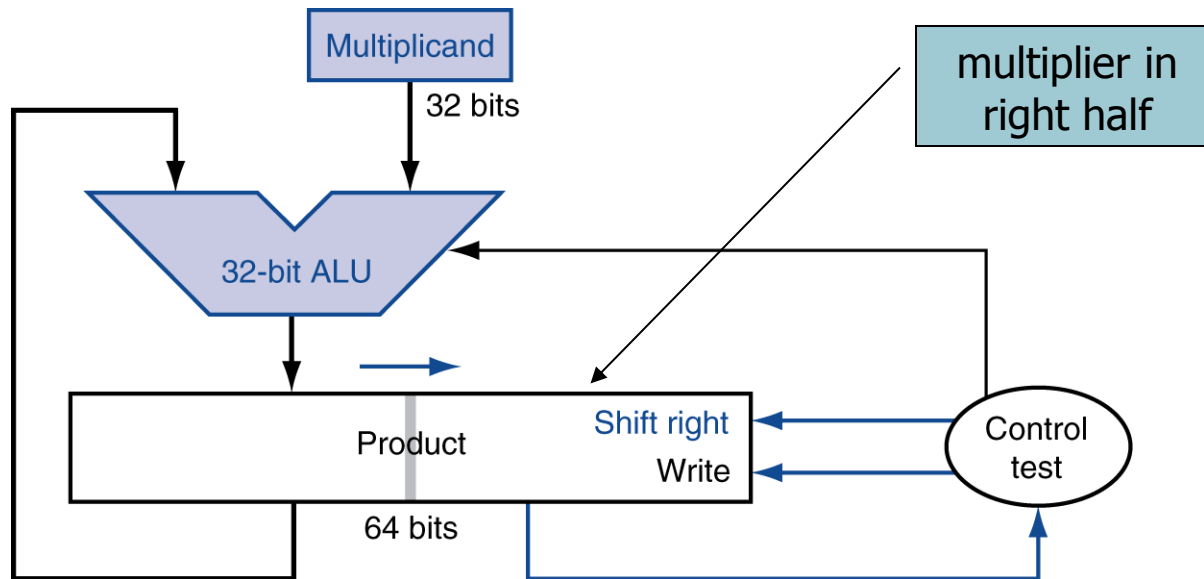 Multiplicand
multiplier in
right half
32 bits
32-bit ALU
Product
Shift right
Write
Control
test
64 bits